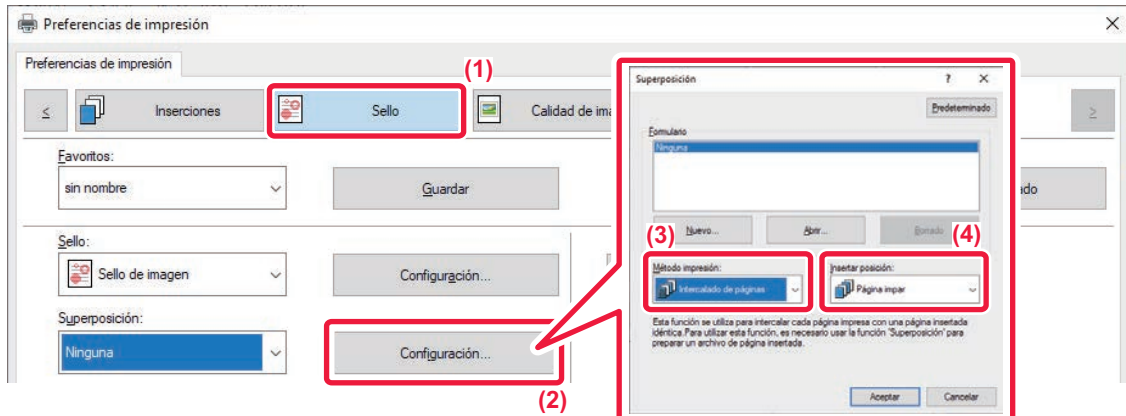 Preferencias de impresión
Preferencias de impresión
(1)
Inserciones
Sello
Calidad de ima
Favoritos:
sin nombre
Guardar
ado
Sello:
Sello de imagen
Configuración...
Superposición:
Ninguna
Configuración...
(2)
Superposición
?
Predeterminado
Formulario
Ninguna
Nuevo...
Abrir...
Borrado
(3)
(4)
Método impresión:
Intercalado de páginas
Insertar posición:
Página impar
Esta función se utiliza para intercalar cada página impresa con una página insertada
idéntica.Para utilizar esta función, es necesario usar la función 'Superposición' para
preparar un archivo de página insertada.
Aceptar
Cancelar